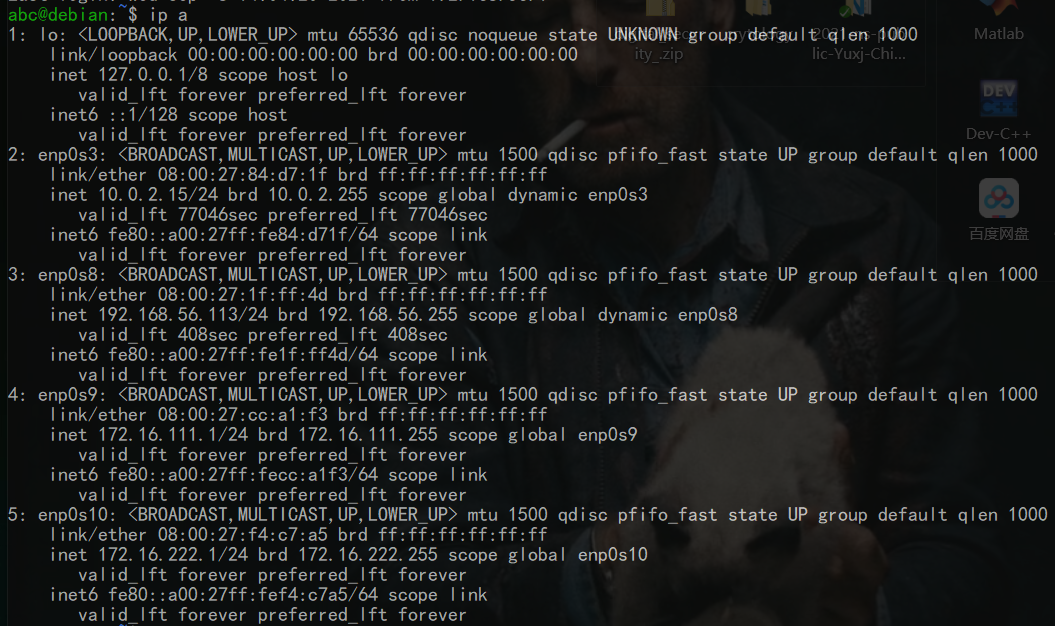 abc@debian:~$ ip a
1: lo: <LOOPBACK,UP,LOWER_UP> mtu 65536 qdisc noqueue state UNKNOWN group default qlen 1000
link/loopback 00:00:00:00:00:00 brd 00:00:00:00:00:00
inet 127.0.0.1/8 scope host lo
valid_lft forever preferred_lft forever
inet6 ::1/128 scope host
valid_lft forever preferred_lft forever
2: enp0s3: <BROADCAST,MULTICAST,UP,LOWER_UP> mtu 1500 qdisc pfifo_fast state UP group default qlen 1000
link/ether 08:00:27:84:d7:1f brd ff:ff:ff:ff:ff:ff
inet 10.0.2.15/24 brd 10.0.2.255 scope global dynamic enp0s3
valid_lft 77046sec preferred_lft 77046sec
inet6 fe80::a00:27ff:fe84:d71f/64 scope link
valid_lft forever preferred_lft forever
3: enp0s8: <BROADCAST,MULTICAST,UP,LOWER_UP> mtu 1500 qdisc pfifo_fast state UP group default qlen 1000
link/ether 08:00:27:1f:ff:4d brd ff:ff:ff:ff:ff:ff
inet 192.168.56.113/24 brd 192.168.56.255 scope global dynamic enp0s8
valid_lft 408sec preferred_lft 408sec
inet6 fe80::a00:27ff:fe1f:ff4d/64 scope link
valid_lft forever preferred_lft forever
4: enp0s9: <BROADCAST,MULTICAST,UP,LOWER_UP> mtu 1500 qdisc pfifo_fast state UP group default qlen 1000
link/ether 08:00:27:cc:a1:f3 brd ff:ff:ff:ff:ff:ff
inet 172.16.111.1/24 brd 172.16.111.255 scope global enp0s9
valid_lft forever preferred_lft forever
inet6 fe80::a00:27ff:fecc:a1f3/64 scope link
valid_lft forever preferred_lft forever
5: enp0s10: <BROADCAST,MULTICAST,UP,LOWER_UP> mtu 1500 qdisc pfifo_fast state UP group default qlen 1000
link/ether 08:00:27:f4:c7:a5 brd ff:ff:ff:ff:ff:ff
inet 172.16.222.1/24 brd 172.16.222.255 scope global enp0s10
valid_lft forever preferred_lft forever
inet6 fe80::a00:27ff:fef4:c7a5/64 scope link
valid_lft forever preferred_lft forever
ity_.zip
lic-Yuxj-Chi...
Matlab
DEV
C++
Dev-C++
百度网盘